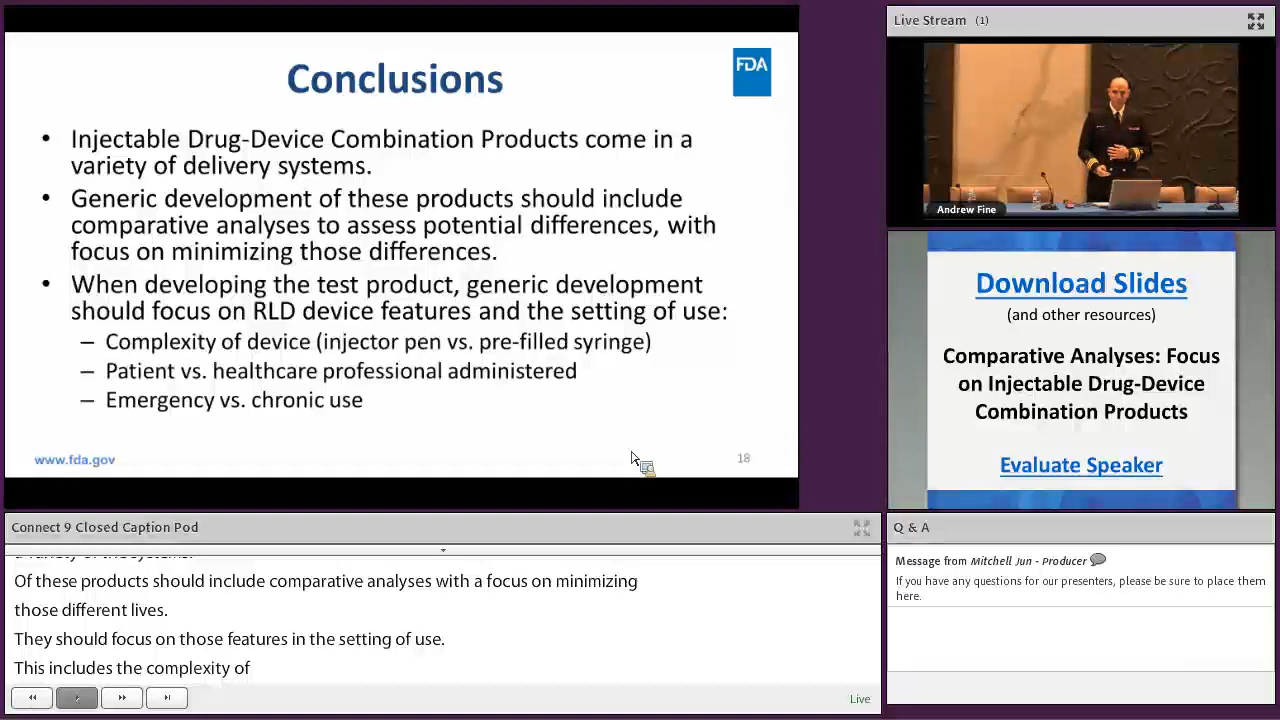 Conclusions
FDA
• Injectable Drug-Device Combination Products come in a
variety of delivery systems.
• Generic development of these products should include
comparative analyses to assess potential differences, with
focus on minimizing those differences.
• When developing the test product, generic development
should focus on RLD device features and the setting of use:
– Complexity of device (injector pen vs. pre-filled syringe)
– Patient vs. healthcare professional administered
– Emergency vs. chronic use
www.fda.gov
18
Live Stream (1)
Andrew Fine
Download Slides
(and other resources)
Comparative Analyses: Focus
on Injectable Drug-Device
Combination Products
Evaluate Speaker
Connect 9 Closed Caption Pod
a variety of the systems.
Of these products should include comparative analyses with a focus on minimizing
those different lives.
They should focus on those features in the setting of use.
This includes the complexity of
Live
Q & A
Message from Mitchell Jun - Producer
If you have any questions for our presenters, please be sure to place them
here.